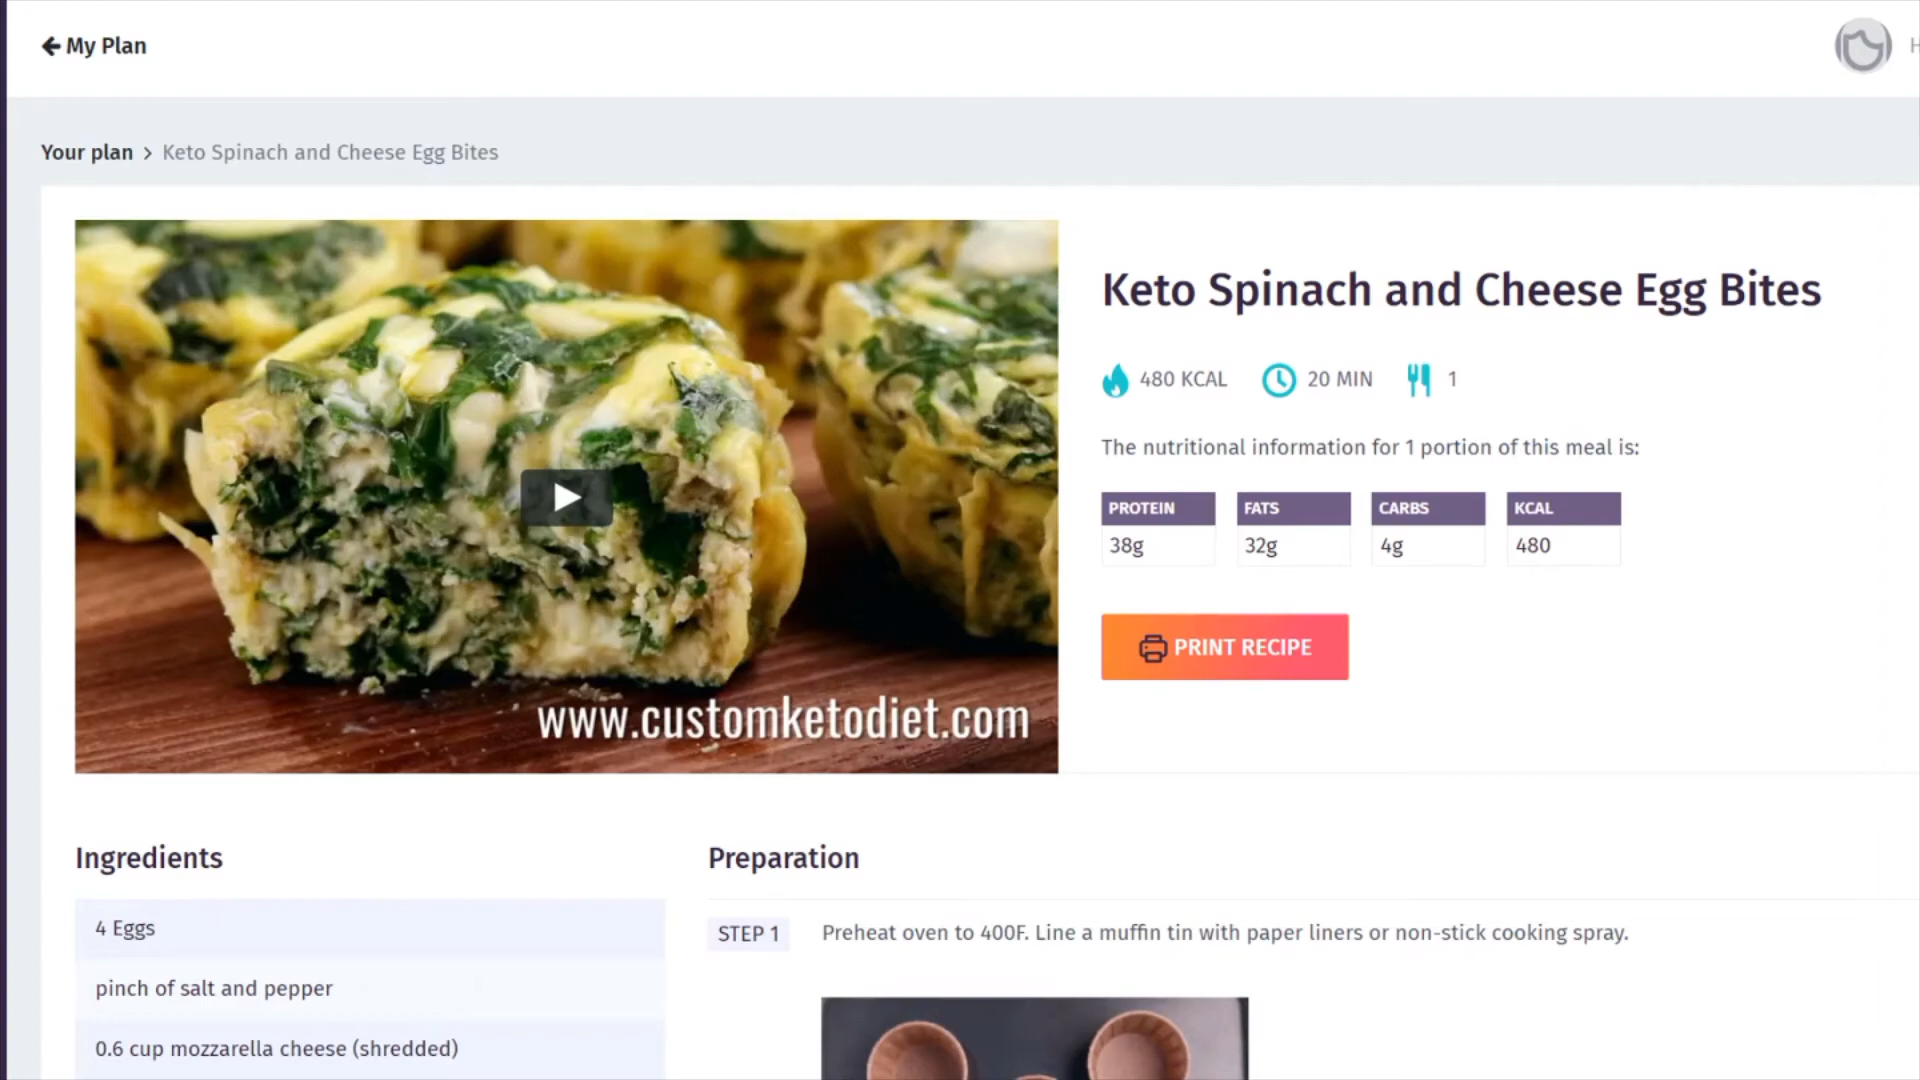 My Plan
H
Your plan > Keto Spinach and Cheese Egg Bites
Keto Spinach and Cheese Egg Bites
480 KCAL 20 MIN 1
The nutritional information for 1 portion of this meal is:
PROTEIN FATS CARBS KCAL
38g 32g 4g 480
PRINT RECIPE
www.customketodiet.com
Ingredients
4 Eggs
pinch of salt and pepper
0.6 cup mozzarella cheese (shredded)
Preparation
STEP 1 Preheat oven to 400F. Line a muffin tin with paper liners or non-stick cooking spray.